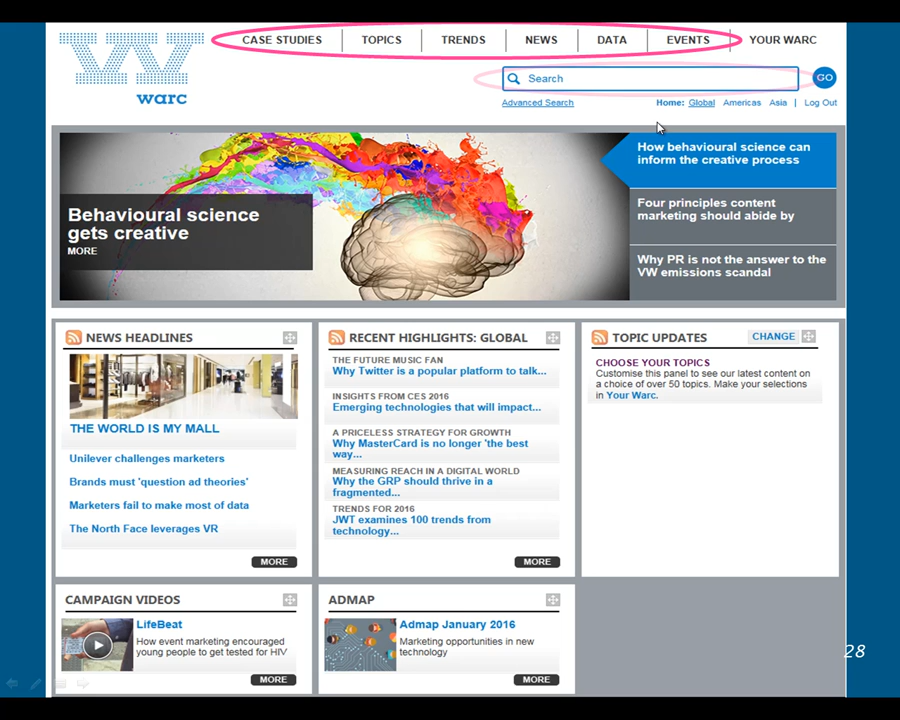 CASE STUDIES TOPICS TRENDS NEWS DATA EVENTS YOUR WARC
warc
Search GO
Advanced Search Home: Global Americas Asia | Log Out
Behavioural science
gets creative
MORE
How behavioural science can
inform the creative process
Four principles content
marketing should abide by
Why PR is not the answer to the
VW emissions scandal
NEWS HEADLINES
THE WORLD IS MY MALL
Unilever challenges marketers
Brands must 'question ad theories'
Marketers fail to make most of data
The North Face leverages VR
MORE
RECENT HIGHLIGHTS: GLOBAL
THE FUTURE MUSIC FAN
Why Twitter is a popular platform to talk...
INSIGHTS FROM CES 2016
Emerging technologies that will impact...
A PRICELESS STRATEGY FOR GROWTH
Why MasterCard is no longer 'the best
way...
MEASURING REACH IN A DIGITAL WORLD
Why the GRP should thrive in a
fragmented...
TRENDS FOR 2016
JWT examines 100 trends from
technology...
MORE
TOPIC UPDATES CHANGE
CHOOSE YOUR TOPICS
Customise this panel to see our latest content on
a choice of over 50 topics. Make your selections
in Your Warc.
CAMPAIGN VIDEOS
LifeBeat
How event marketing encouraged
young people to get tested for HIV
MORE
ADMAP
Admap January 2016
Marketing opportunities in new
technology
MORE
28